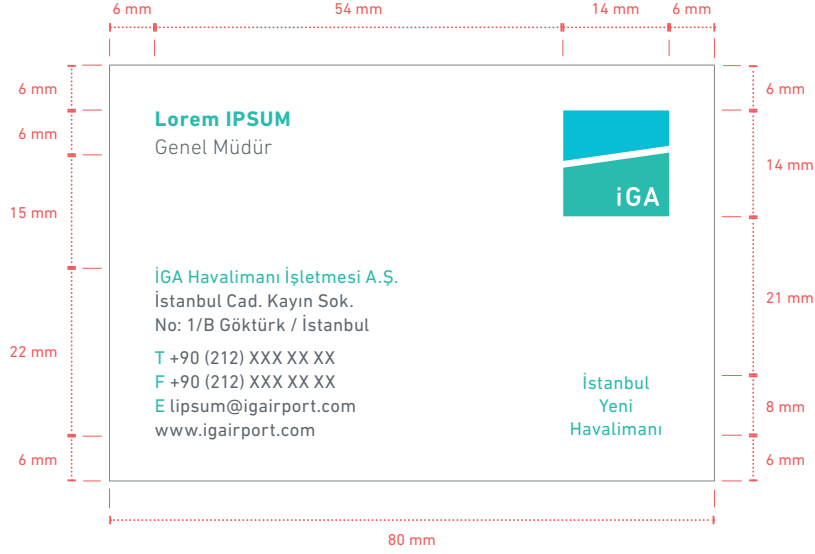 6 mm
54 mm
14 mm
6 mm
6 mm
6 mm
15 mm
22 mm
6 mm
Lorem IPSUM
Genel Müdür
iGA
İGA Havalimanı İşletmesi A.Ş.
İstanbul Cad. Kayın Sok.
No: 1/B Göktürk / İstanbul
T +90 (212) XXX XX XX
F +90 (212) XXX XX XX
E lipsum@igairport.com
www.igairport.com
İstanbul
Yeni
Havalimanı
6 mm
14 mm
21 mm
8 mm
6 mm
80 mm